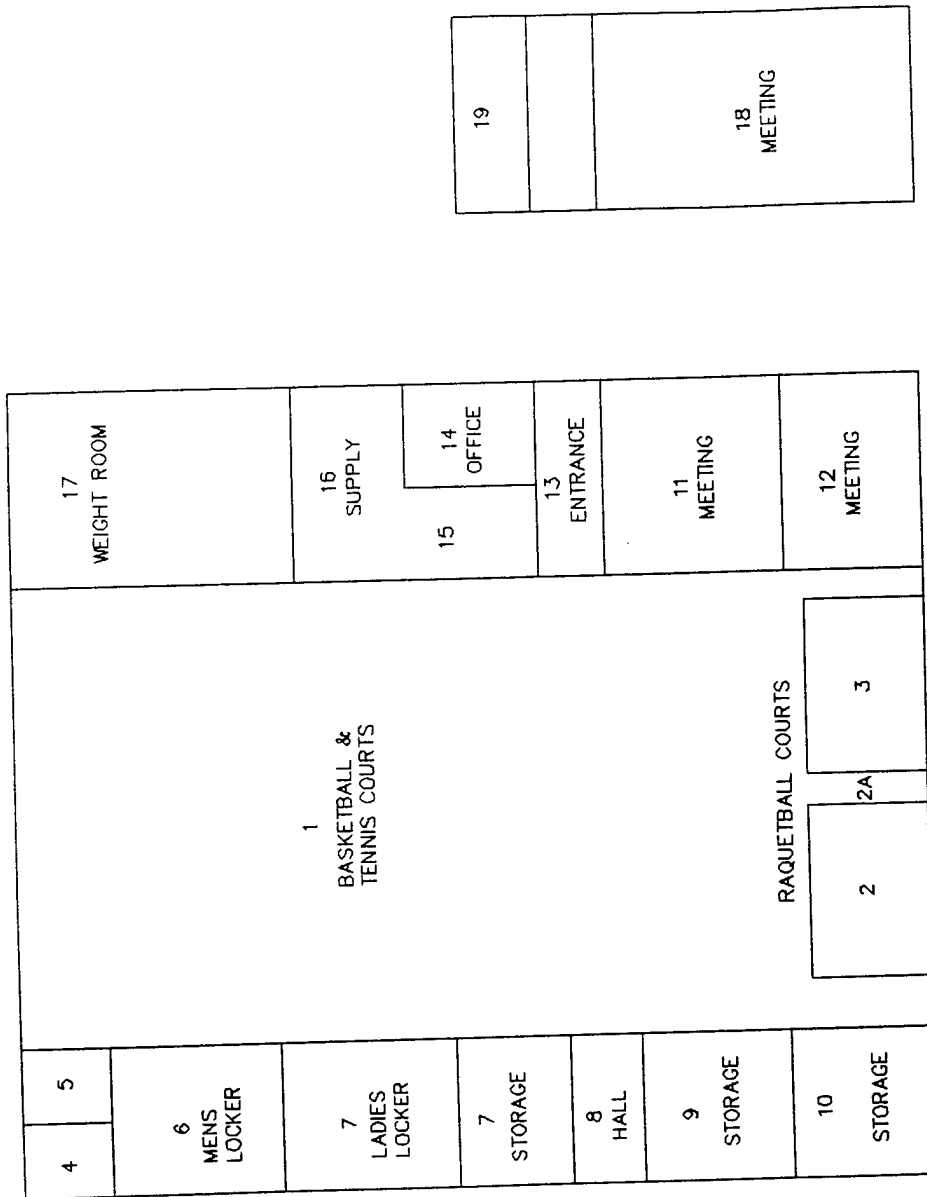 19
18
MEETING
17
WEIGHT ROOM
16
SUPPLY
15
14
OFFICE
13
ENTRANCE
11
MEETING
12
MEETING
1
BASKETBALL &
TENNIS COURTS
RAQUETBALL COURTS
2
2A
3
4
5
6
MENS
LOCKER
7
LADIES
LOCKER
7
STORAGE
8
HALL
9
STORAGE
10
STORAGE